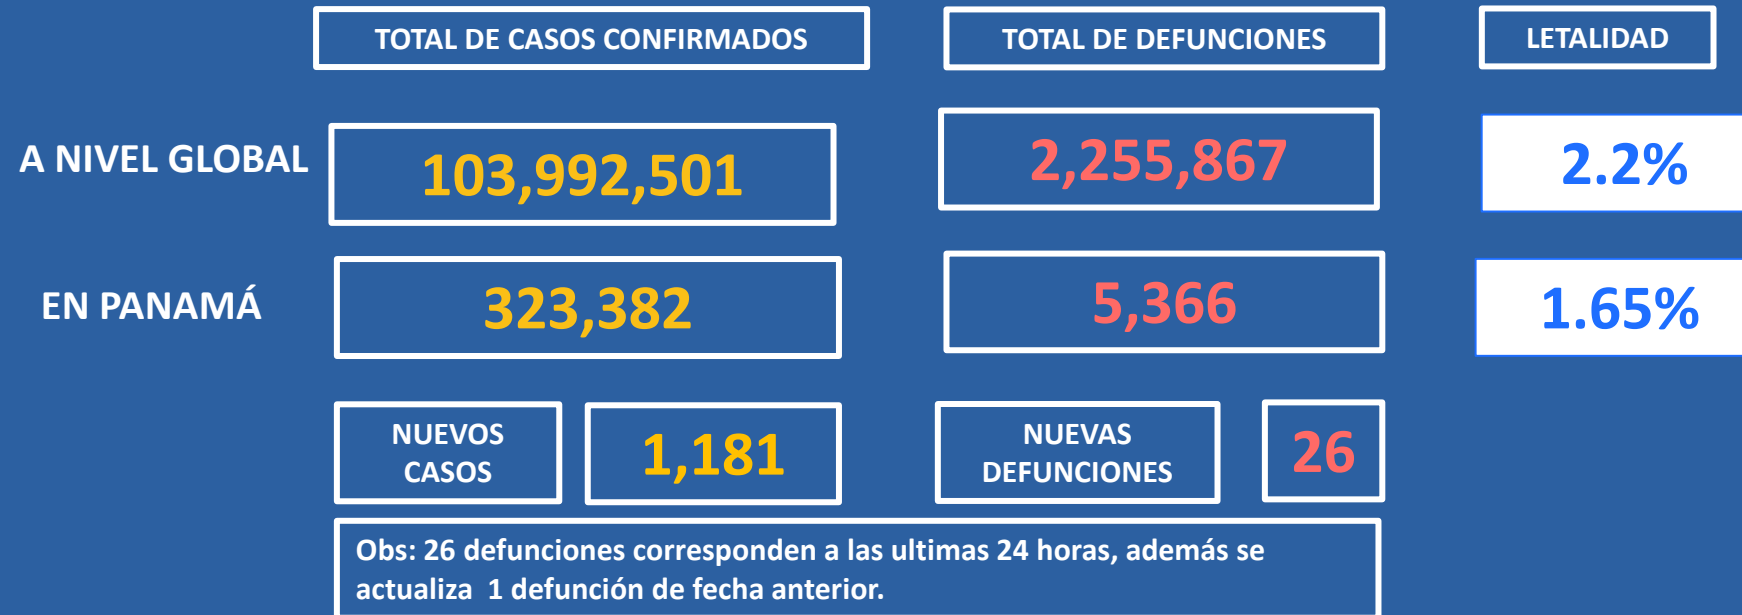 TOTAL DE CASOS CONFIRMADOS
TOTAL DE DEFUNCIONES
LETALIDAD
A NIVEL GLOBAL
103,992,501
2,255,867
2.2%
EN PANAMÁ
323,382
5,366
1.65%
NUEVOS
CASOS
1,181
NUEVAS
DEFUNCIONES
26
Obs: 26 defunciones corresponden a las ultimas 24 horas, además se
actualiza 1 defunción de fecha anterior.